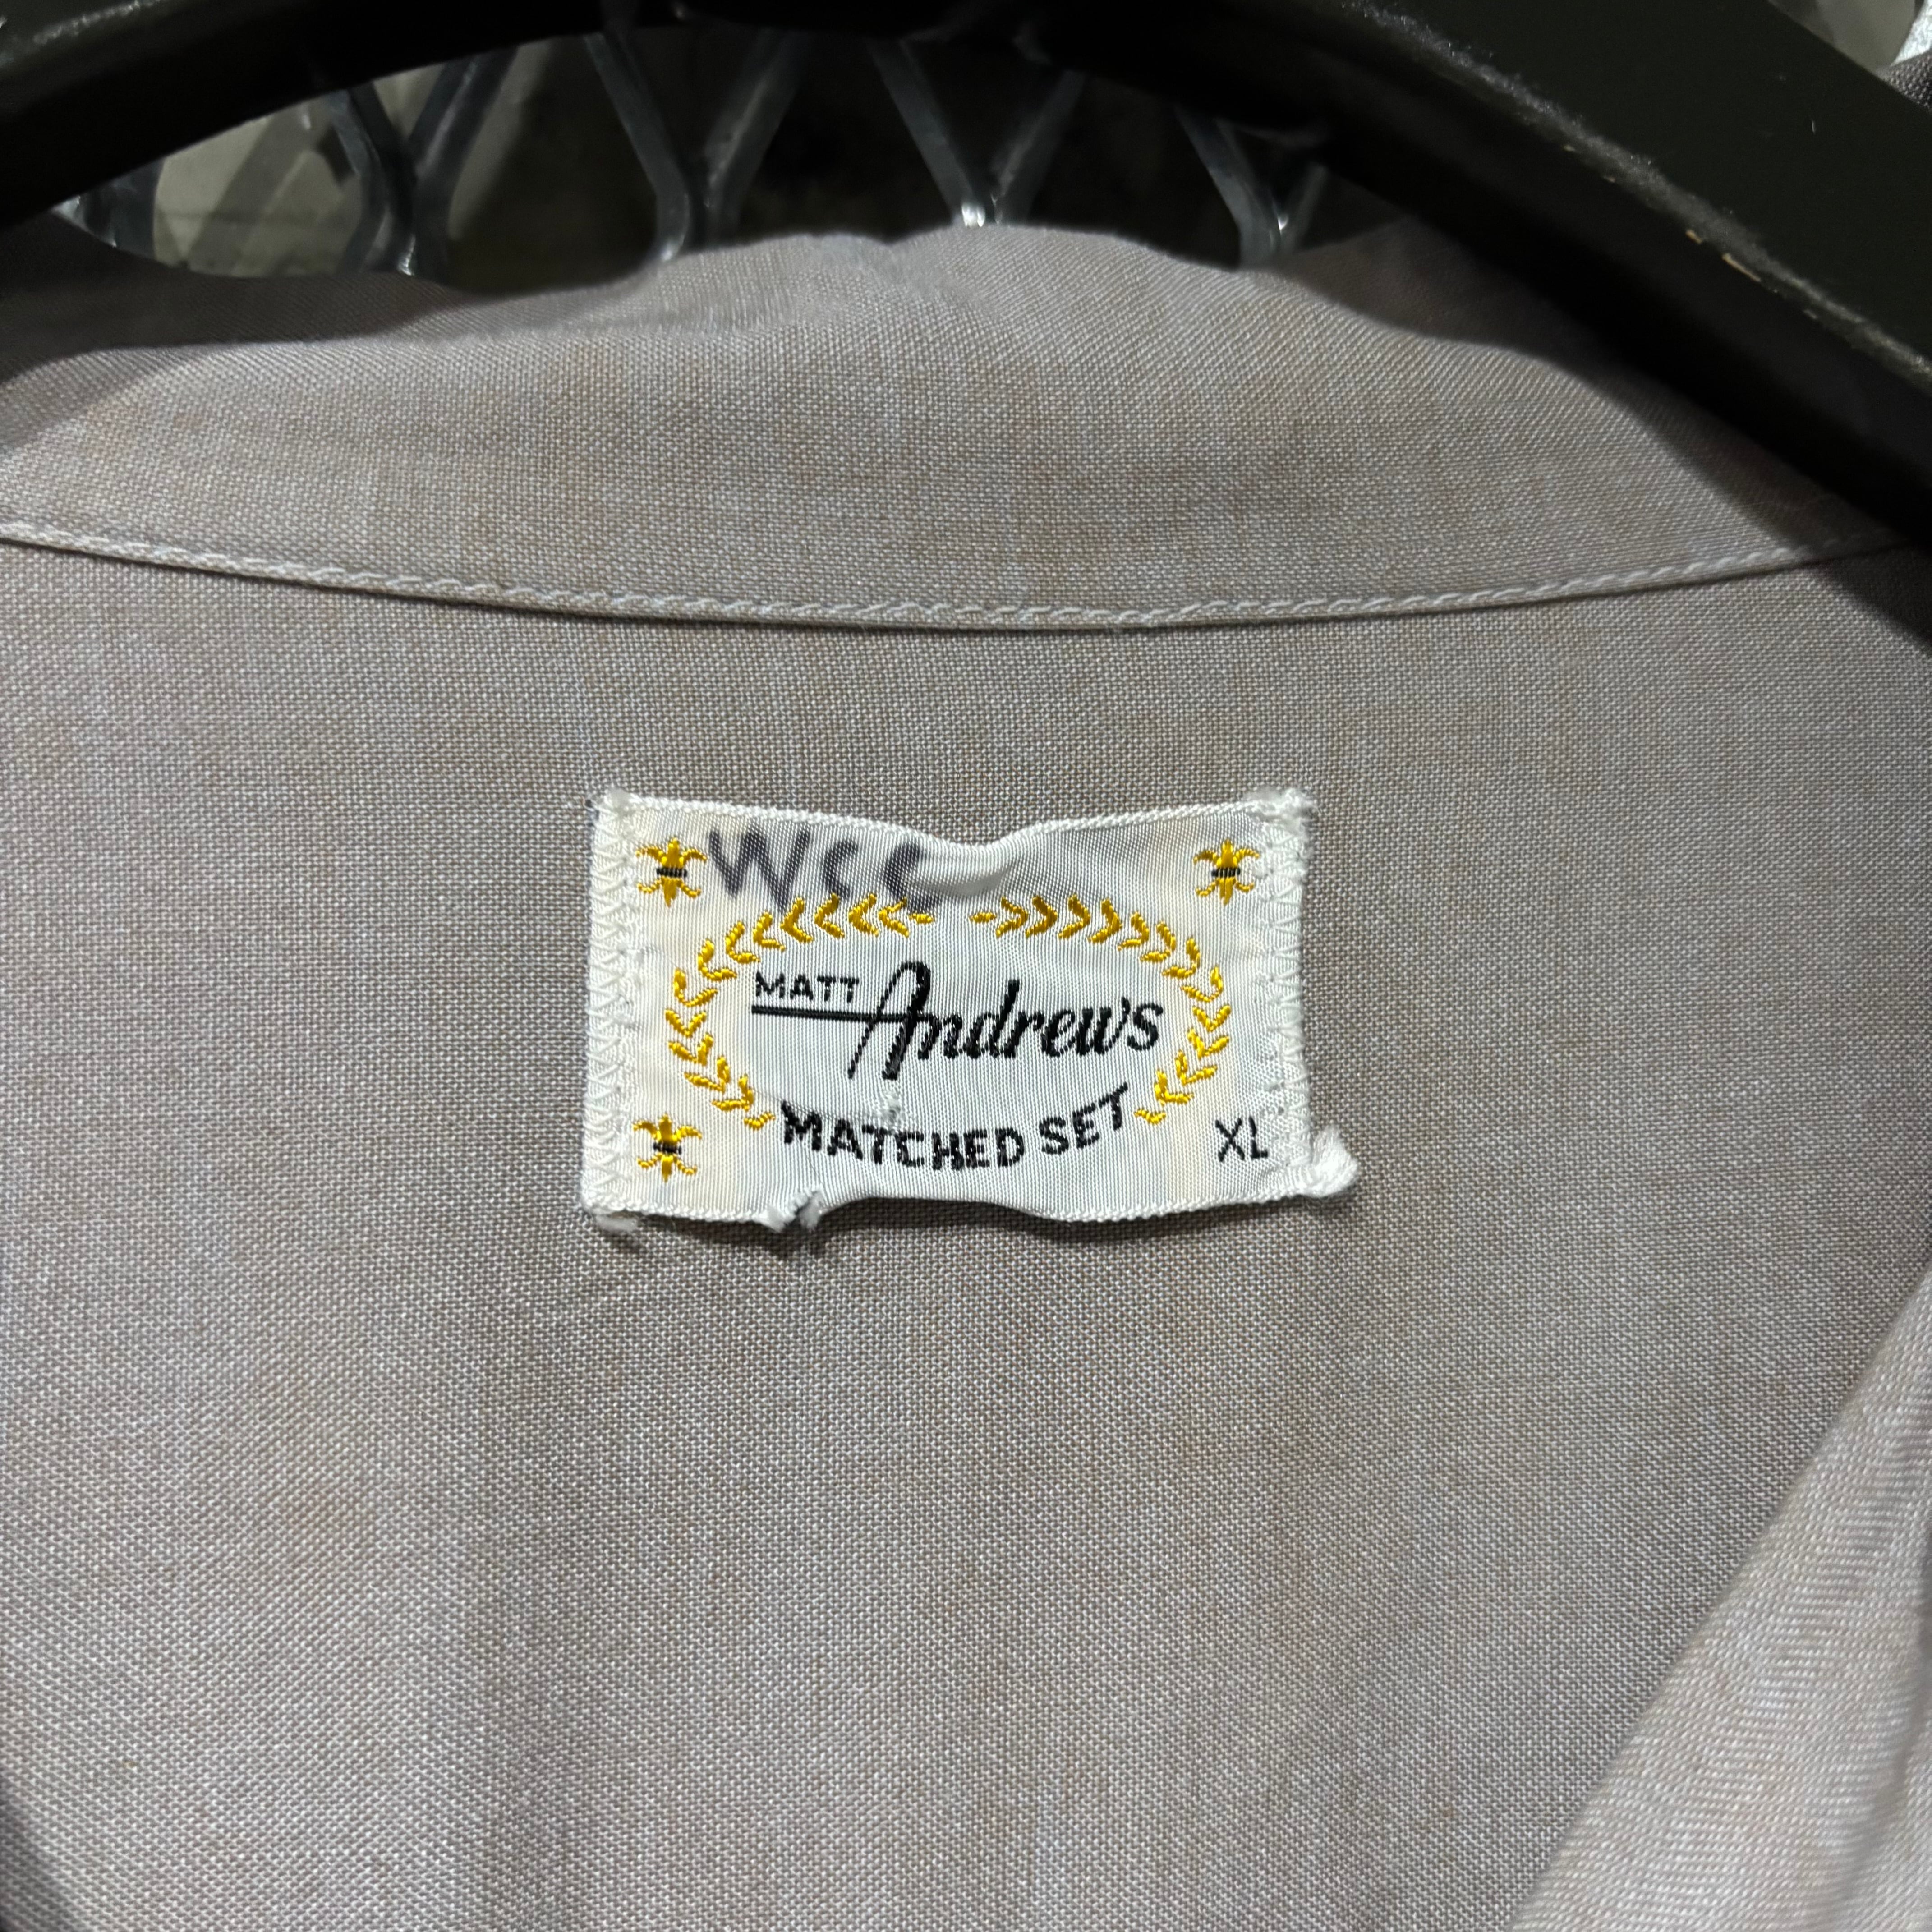 WCC
MATT Andrews
MATCHED SET
XL